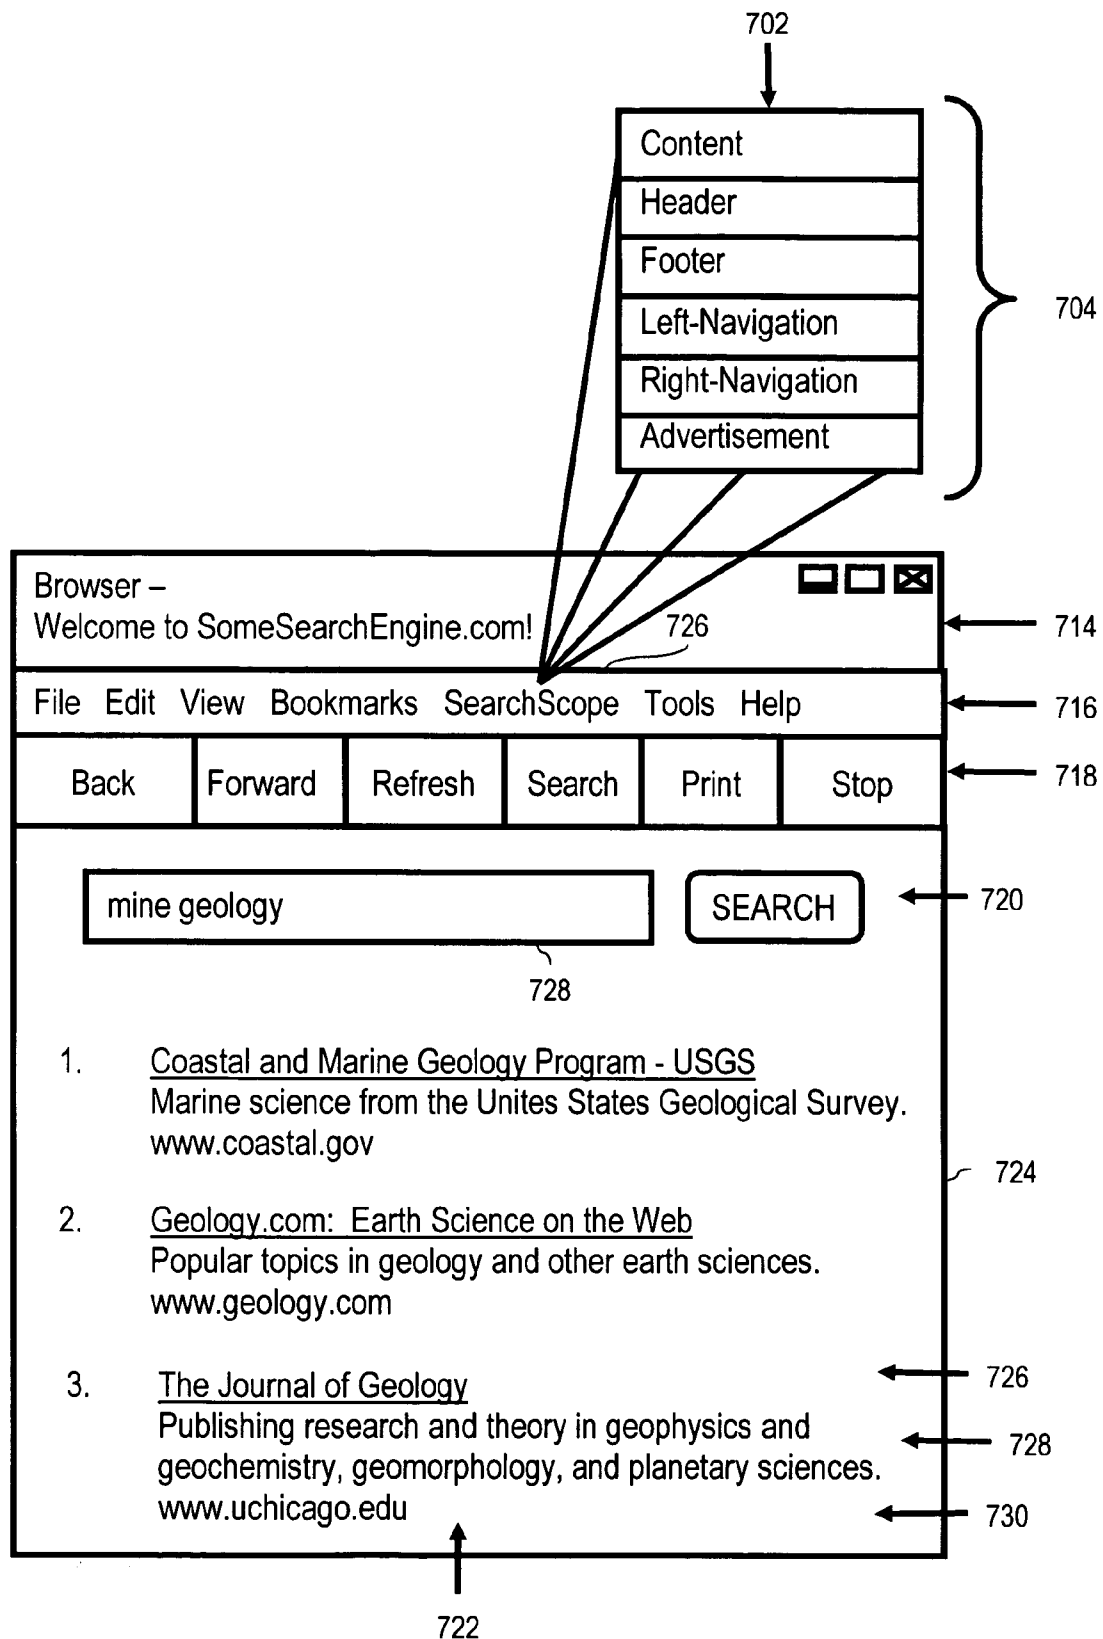 702
Content
Header
Footer
Left-Navigation
Right-Navigation
Advertisement
704
Browser –
Welcome to SomeSearchEngine.com!
726
714
File Edit View Bookmarks SearchScope Tools Help
716
Back Forward Refresh Search Print Stop
718
mine geology
SEARCH
720
728
1. Coastal and Marine Geology Program - USGS
Marine science from the Unites States Geological Survey.
www.coastal.gov
724
2. Geology.com: Earth Science on the Web
Popular topics in geology and other earth sciences.
www.geology.com
3. The Journal of Geology
726
Publishing research and theory in geophysics and
728
geochemistry, geomorphology, and planetary sciences.
www.uchicago.edu
730
722